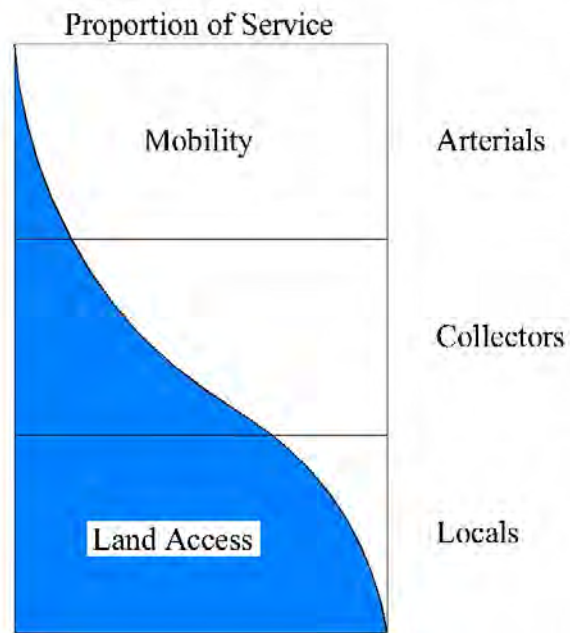 Proportion of Service
Mobility
Arterials
Collectors
Land Access
Locals